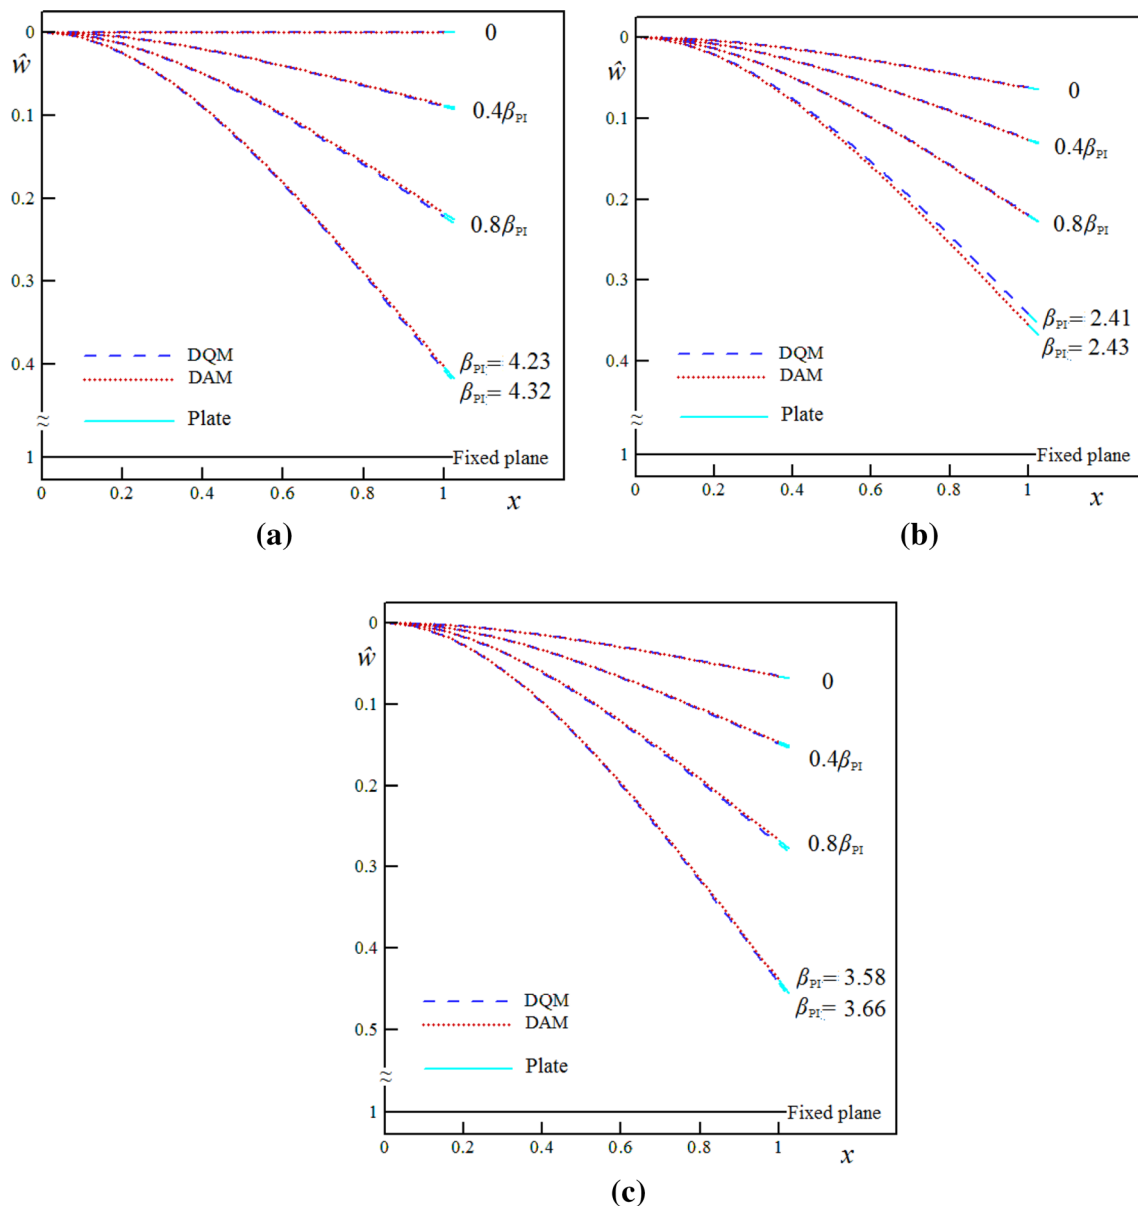 0
ŵ
0.1
0.2
0.3
0.4
≈
1
0
0.4β_PI
0.8β_PI
β_PI = 4.23
β_PI = 4.32
DQM
DAM
Plate
Fixed plane
0 0.2 0.4 0.6 0.8 1
x
(a)
0
ŵ
0.1
0.2
0.3
0.4
≈
1
0
0.4β_PI
0.8β_PI
β_PI = 2.41
β_PI = 2.43
DQM
DAM
Plate
Fixed plane
0 0.2 0.4 0.6 0.8 1
x
(b)
0
ŵ
0.1
0.2
0.3
0.4
0.5
≈
1
0
0.4β_PI
0.8β_PI
β_PI = 3.58
β_PI = 3.66
DQM
DAM
Plate
Fixed plane
0 0.2 0.4 0.6 0.8 1
x
(c)